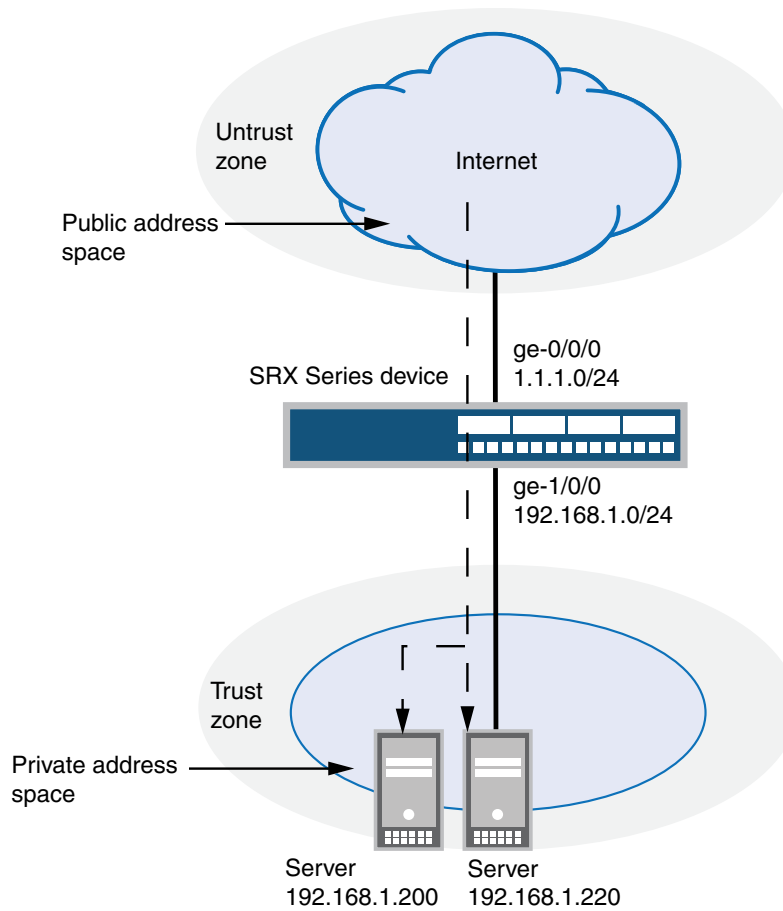 Untrust
zone
Internet
Public address
space
ge-0/0/0
1.1.1.0/24
SRX Series device
ge-1/0/0
192.168.1.0/24
Trust
zone
Private address
space
Server
192.168.1.200
Server
192.168.1.220